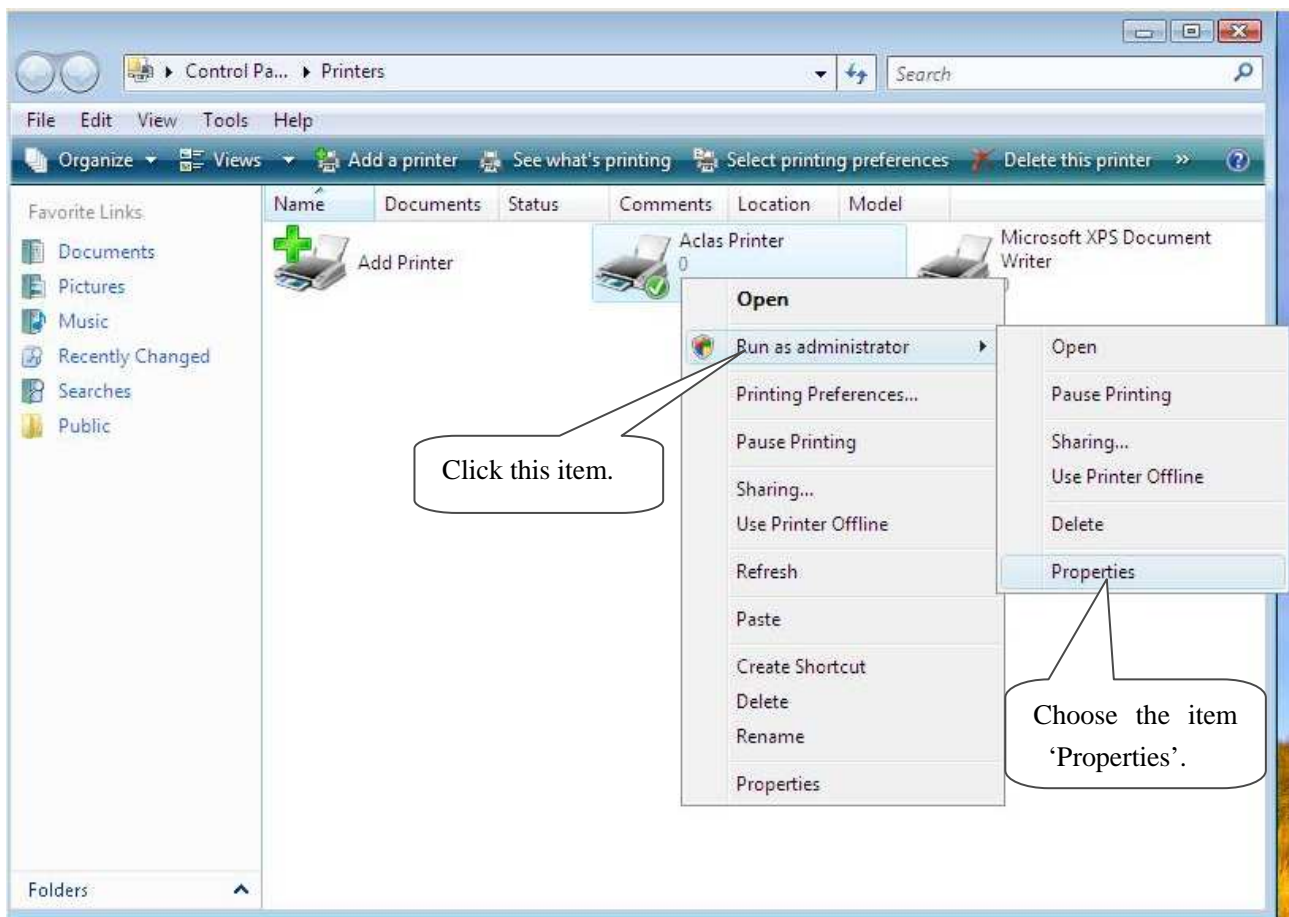 Control Pa... Printers
Search
File Edit View Tools Help
Organize Views Add a printer See what's printing Select printing preferences Delete this printer »
Name Documents Status Comments Location Model
Favorite Links
Documents
Pictures
Music
Recently Changed
Searches
Public
Folders
Add Printer
Aclas Printer
0
Microsoft XPS Document
Writer
Open
Run as administrator
Printing Preferences...
Pause Printing
Sharing...
Use Printer Offline
Refresh
Paste
Create Shortcut
Delete
Rename
Properties
Open
Pause Printing
Sharing...
Use Printer Offline
Delete
Properties
Click this item.
Choose the item
‘Properties’.